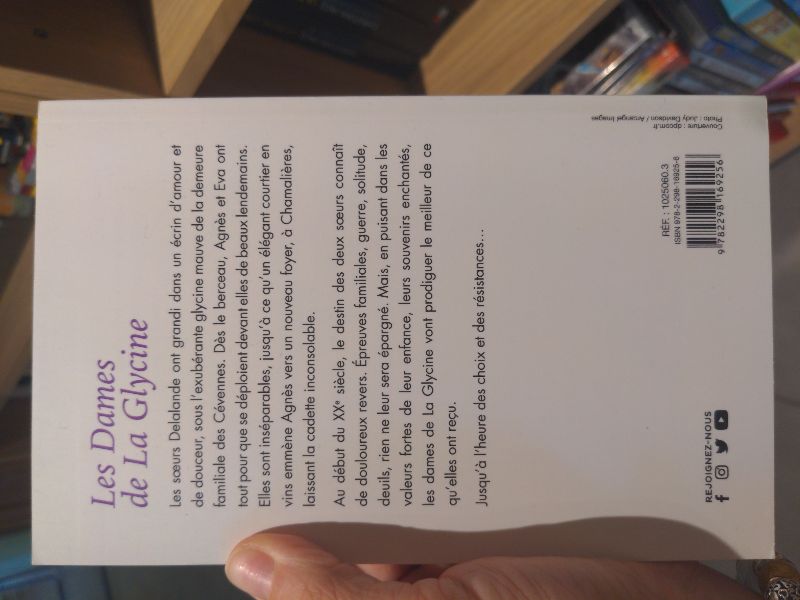 Les Dames
de La Glycine
Les sœurs Delalande ont grandi dans un écrin d'amour et
de douceur, sous l'exubérante glycine mauve de la demeure
familiale des Cévennes. Dès le berceau, Agnès et Eva ont
tout pour que se déploient devant elles de beaux lendemains.
Elles sont inséparables, jusqu'à ce qu'un élégant courtier en
vins emmène Agnès vers un nouveau foyer, à Chamalières,
laissant la cadette inconsolable.
Au début du XXe siècle, le destin des deux sœurs connaît
de douloureux revers. Épreuves familiales, guerre, solitude,
deuils, rien ne leur sera épargné. Mais, en puisant dans les
valeurs fortes de leur enfance, leurs souvenirs enchantés,
les dames de La Glycine vont prodiguer le meilleur de ce
qu'elles ont reçu.
Jusqu'à l'heure des choix et des résistances...
REJOIGNEZ-NOUS
RÉF. : 1025060.3
ISBN 978-2-298-16925-6
9 782298 169256
Couverture : dpcom.fr
Photo : Judy Davidson / Arcangel Images